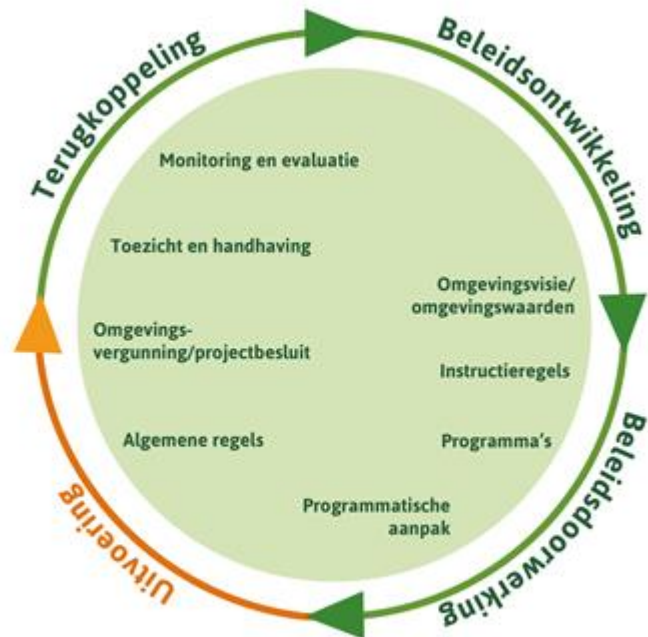 Terugkoppeling
Beleidsontwikkeling
Monitoring en evaluatie
Toezicht en handhaving
Omgevingsvisie/
omgevingswaarden
Omgevings-
vergunning/projectbesluit
Instructieregels
Algemene regels
Programma's
Programmatische
aanpak
Uitvoering
Beleidsdoorwerking